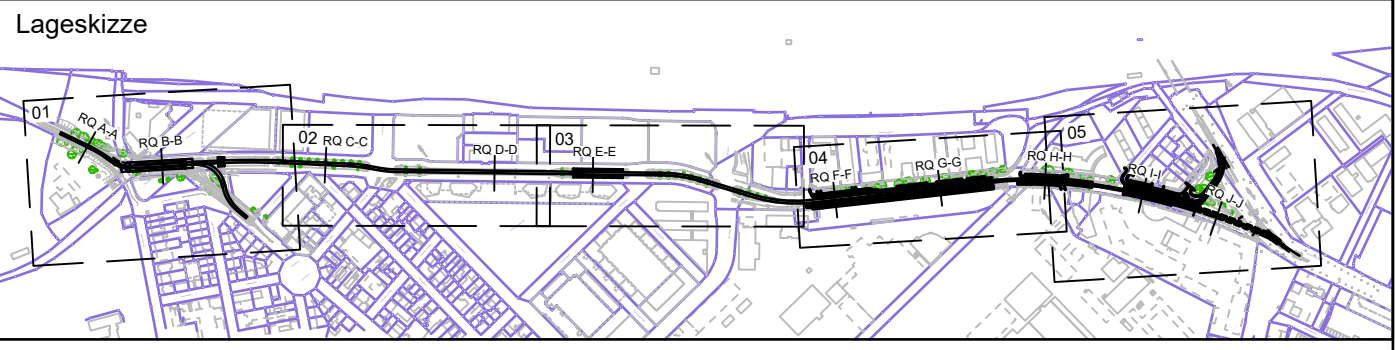 Lageskizze
01
RQ A-A
RQ B-B
02
RQ C-C
RQ D-D
03
RQ E-E
04
RQ F-F
RQ G-G
RQ H-H
05
RQ I-I
RQ J-J